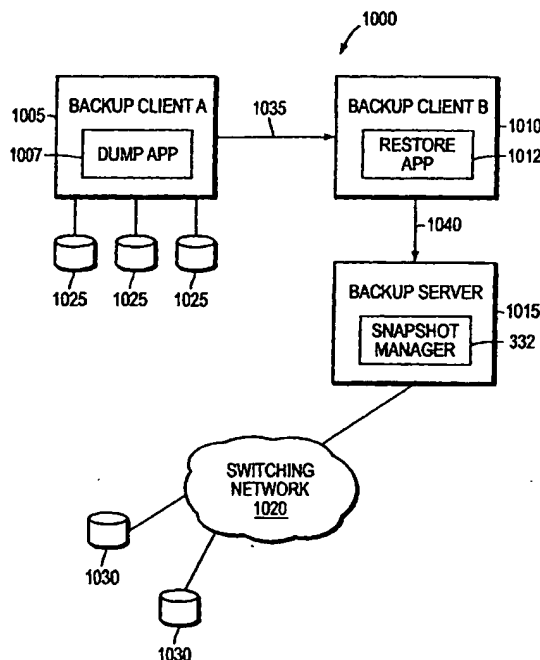 1000
BACKUP CLIENT A
1005
1007
DUMP APP
1035
BACKUP CLIENT B
1010
RESTORE
APP
1012
1025
1025
1025
1040
BACKUP SERVER
1015
SNAPSHOT
MANAGER
332
SWITCHING
NETWORK
1020
1030
1030